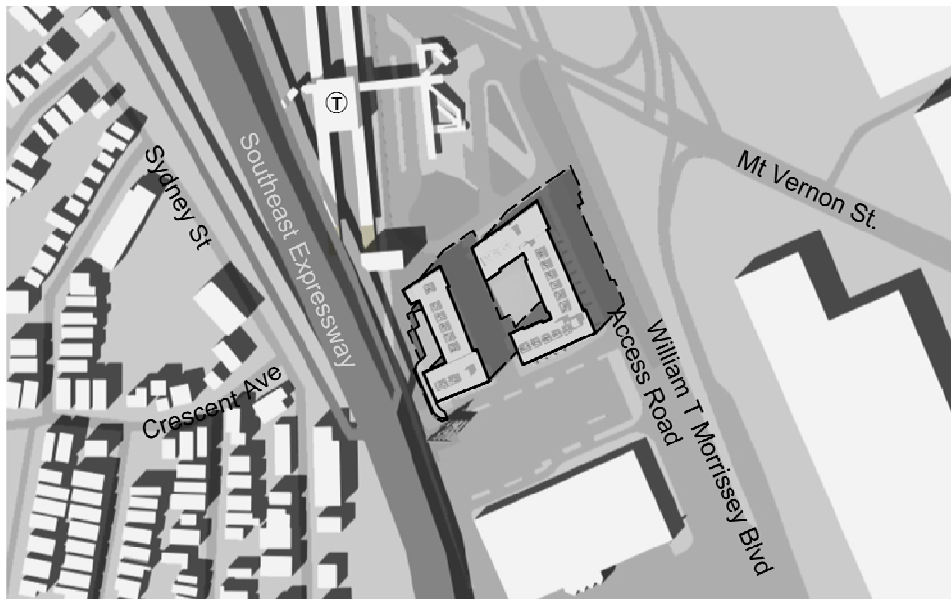 Ⓣ
Sydney St
Southeast Expressway
Mt Vernon St.
Crescent Ave
Access Road
William T Morrissey Blvd